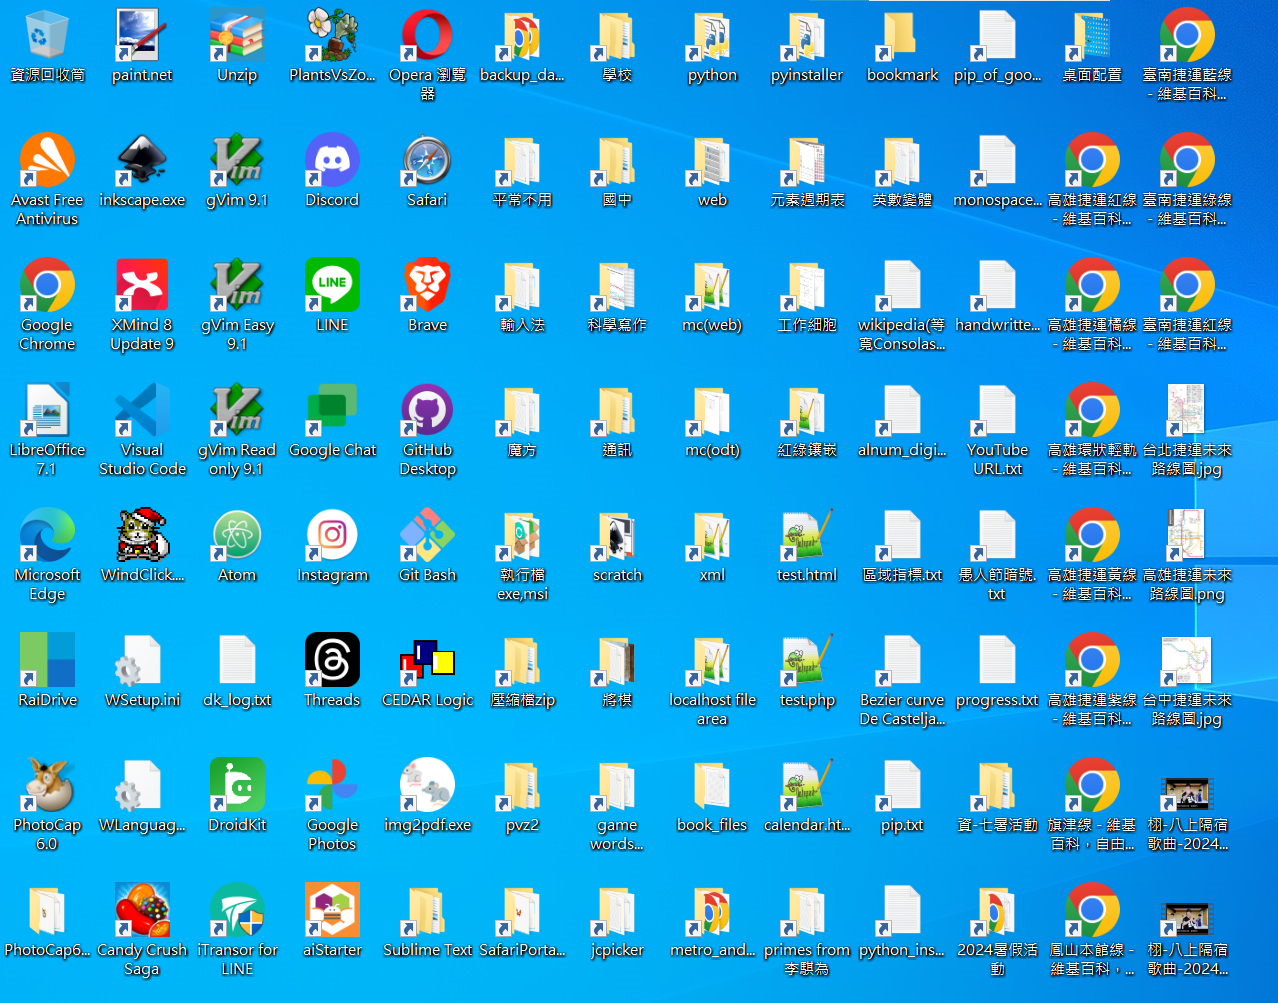 資源回收筒
paint.net
Unzip
PlantsVsZo...
Opera 瀏覽
器
backup_da...
學校
python
pyinstaller
bookmark
pip_of_goo...
桌面配置
臺南捷運藍線
- 維基百科...
Avast Free
Antivirus
inkscape.exe
gVim 9.1
Discord
Safari
平常不用
國中
web
元素週期表
英數變體
monospace...
高雄捷運紅線
- 維基百科...
臺南捷運綠線
- 維基百科...
Google
Chrome
XMind 8
Update 9
gVim Easy
9.1
LINE
LINE
Brave
輸入法
科學寫作
mc(web)
工作細胞
wikipedia(等
寬Consolas...
handwritte...
高雄捷運橘線
- 維基百科...
臺南捷運紅線
- 維基百科...
LibreOffice
7.1
Visual
Studio Code
gVim Read
only 9.1
Google Chat
GitHub
Desktop
魔方
通訊
mc(odt)
紅綠鑲嵌
alnum_digi...
YouTube
URL.txt
高雄環狀輕軌
- 維基百科...
台北捷運未來
路線圖.jpg
Microsoft
Edge
WindClick....
Atom
Instagram
Git Bash
執行檔
exe,msi
scratch
xml
test.html
區域指標.txt
愚人節暗號.
txt
高雄捷運黃線
- 維基百科...
高雄捷運未來
路線圖.png
RaiDrive
WSetup.ini
dk_log.txt
Threads
CEDAR Logic
壓縮檔zip
將棋
localhost file
area
test.php
Bezier curve
De Castelja...
progress.txt
高雄捷運紫線
- 維基百科...
台中捷運未來
路線圖.jpg
PhotoCap
6.0
WLanguag...
DroidKit
Google
Photos
img2pdf.exe
pvz2
game
words...
book_files
calendar.ht...
pip.txt
資-七暑活動
旗津線 - 維基
百科，自由...
栩-八上隔宿
歌曲-2024...
PhotoCap6...
Candy Crush
Saga
iTransor for
LINE
aiStarter
Sublime Text
SafariPorta...
jcpicker
metro_and...
primes from
李騏為
python_ins...
2024暑假活
動
鳳山本館線 -
維基百科，...
栩-八上隔宿
歌曲-2024...